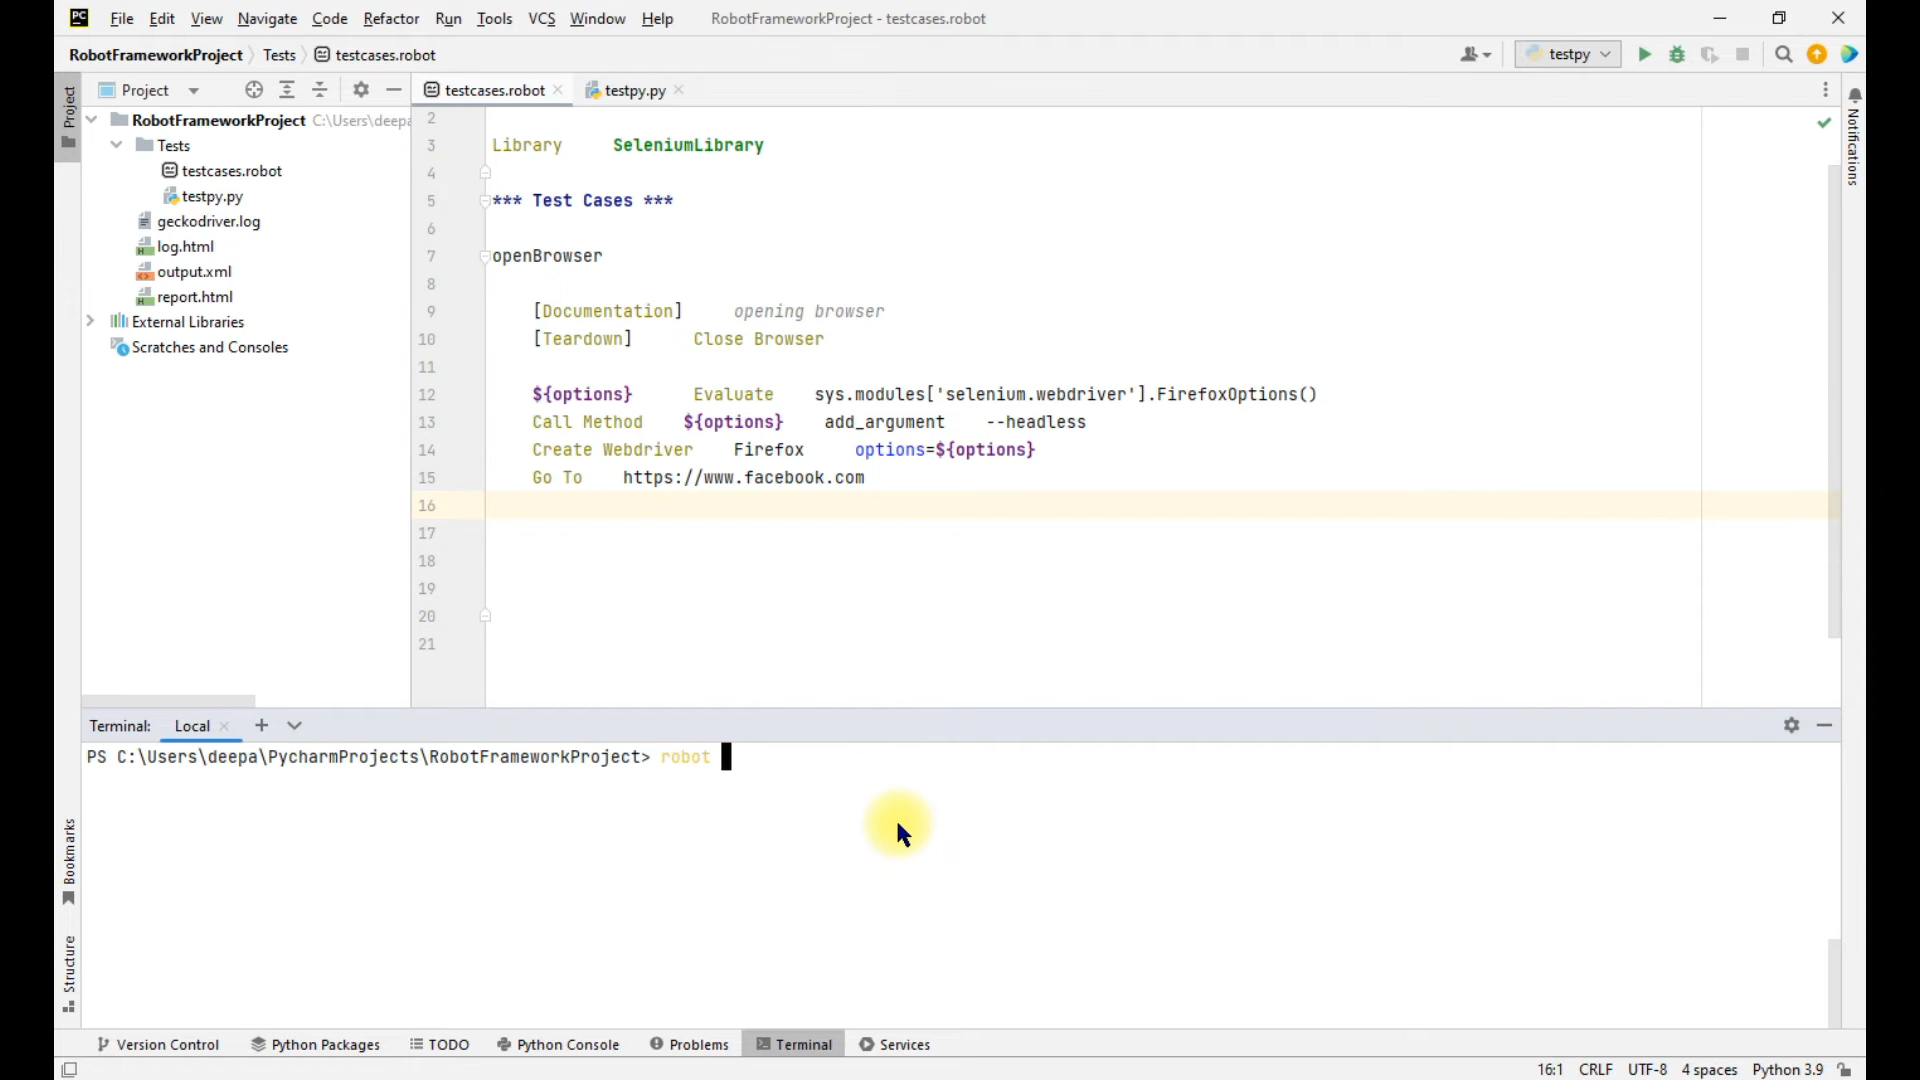 PC File Edit View Navigate Code Refactor Run Tools VCS Window Help RobotFrameworkProject - testcases.robot
RobotFrameworkProject Tests testcases.robot testpy
Project testcases.robot testpy.py
Project
Notifications
RobotFrameworkProject C:\Users\deepa
Tests
testcases.robot
testpy.py
geckodriver.log
log.html
output.xml
report.html
External Libraries
Scratches and Consoles
2
3 Library SeleniumLibrary
4
5 *** Test Cases ***
6
7 openBrowser
8
9 [Documentation] opening browser
10 [Teardown] Close Browser
11
12 ${options} Evaluate sys.modules['selenium.webdriver'].FirefoxOptions()
13 Call Method ${options} add_argument --headless
14 Create Webdriver Firefox options=${options}
15 Go To https://www.facebook.com
16
17
18
19
20
21
Terminal: Local
PS C:\Users\deepa\PycharmProjects\RobotFrameworkProject> robot
Bookmarks
Structure
Version Control Python Packages TODO Python Console Problems Terminal Services
16:1 CRLF UTF-8 4 spaces Python 3.9